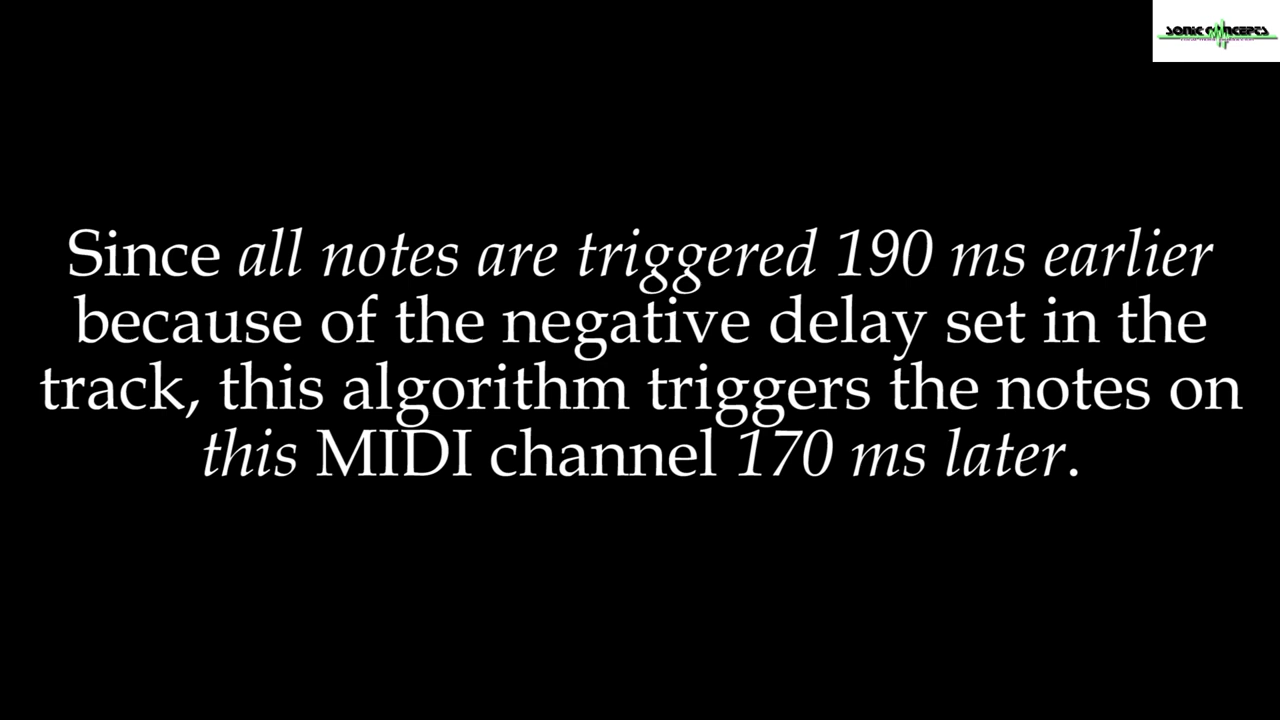 SONIC CONCEPTS
Since all notes are triggered 190 ms earlier
because of the negative delay set in the
track, this algorithm triggers the notes on
this MIDI channel 170 ms later.